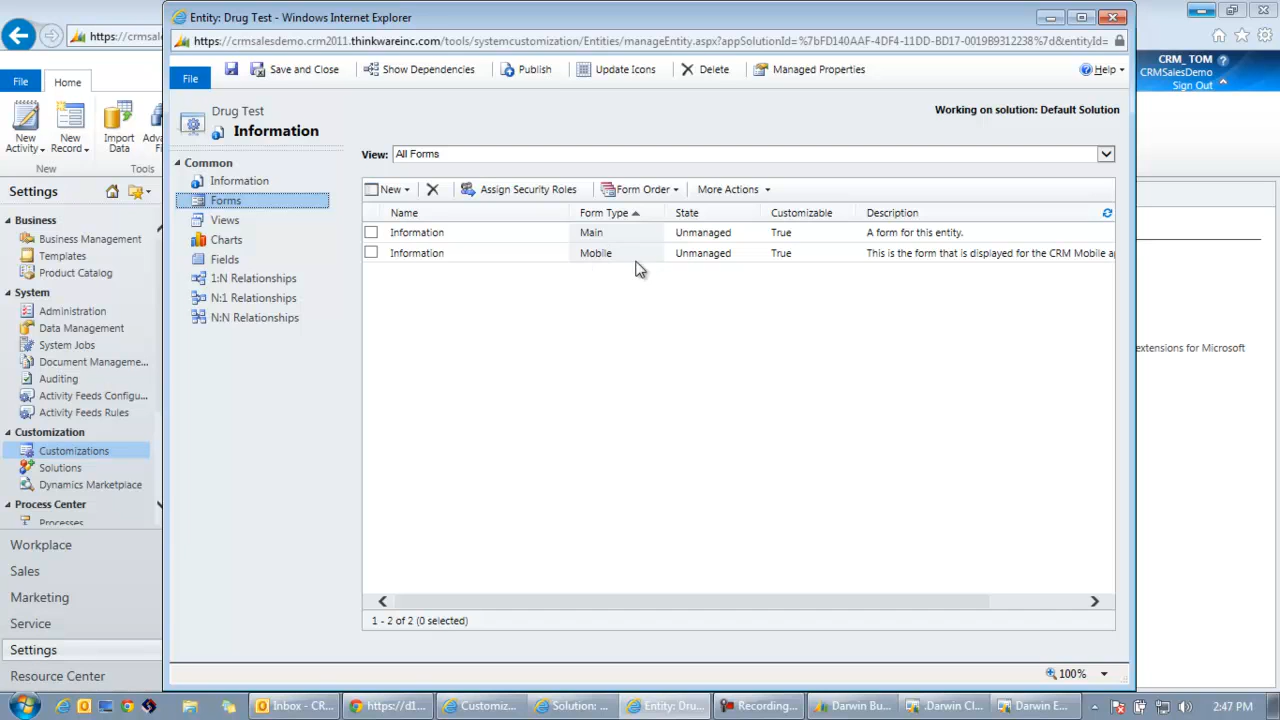 Entity: Drug Test - Windows Internet Explorer
https://crmsal
https://crmsalesdemo.crm2011.thinkwareinc.com/tools/systemcustomization/Entities/manageEntity.aspx?appSolutionId=%7bFD140AAF-4DF4-11DD-BD17-0019B9312238%7d&entityId=
File
Home
File
Save and Close
Show Dependencies
Publish
Update Icons
Delete
Managed Properties
Help
CRM_ TOM
CRMSalesDemo
Sign Out
New Activity
New Record
Import Data
New
Tools
Drug Test
Information
Working on solution: Default Solution
Settings
Business
Business Management
Templates
Product Catalog
System
Administration
Data Management
System Jobs
Document Manageme...
Auditing
Activity Feeds Configu...
Activity Feeds Rules
Customization
Customizations
Solutions
Dynamics Marketplace
Process Center
Processes
Workplace
Sales
Marketing
Service
Settings
Resource Center
Common
Information
Forms
Views
Charts
Fields
1:N Relationships
N:1 Relationships
N:N Relationships
View: All Forms
New
Assign Security Roles
Form Order
More Actions
Name Form Type State Customizable Description
Information Main Unmanaged True A form for this entity.
Information Mobile Unmanaged True This is the form that is displayed for the CRM Mobile ap
1 - 2 of 2 (0 selected)
extensions for Microsoft
100%
Inbox - CR...
https://d1...
Customiz...
Solution: ...
Entity: Dru...
Recording...
Darwin Bu...
.Darwin Cl...
Darwin E...
2:47 PM